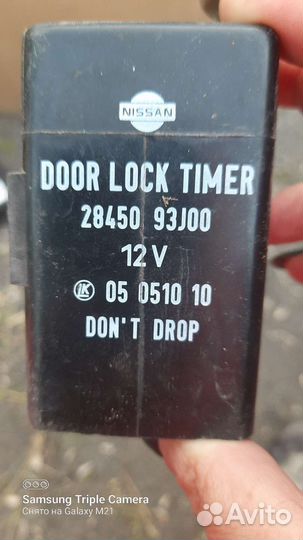 NISSAN
DOOR LOCK TIMER
28450 93J00
12V
LK 05 0510 10
DON'T DROP
Samsung Triple Camera
Снято на Galaxy M21
Avito